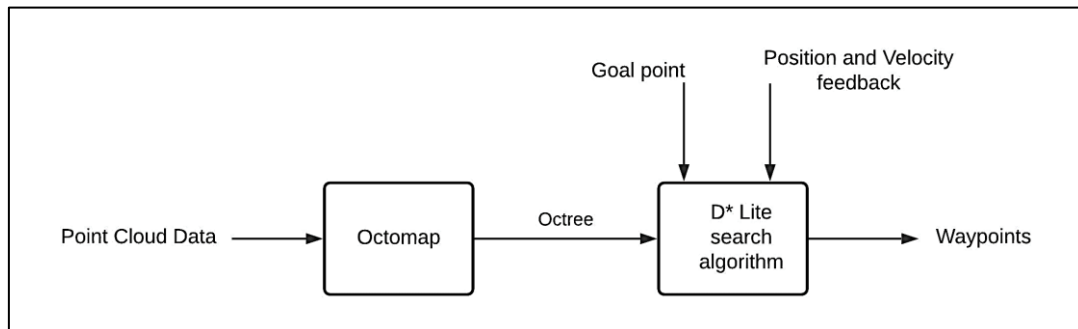 Goal point
Position and Velocity
feedback
Point Cloud Data
Octomap
Octree
D* Lite
search
algorithm
Waypoints